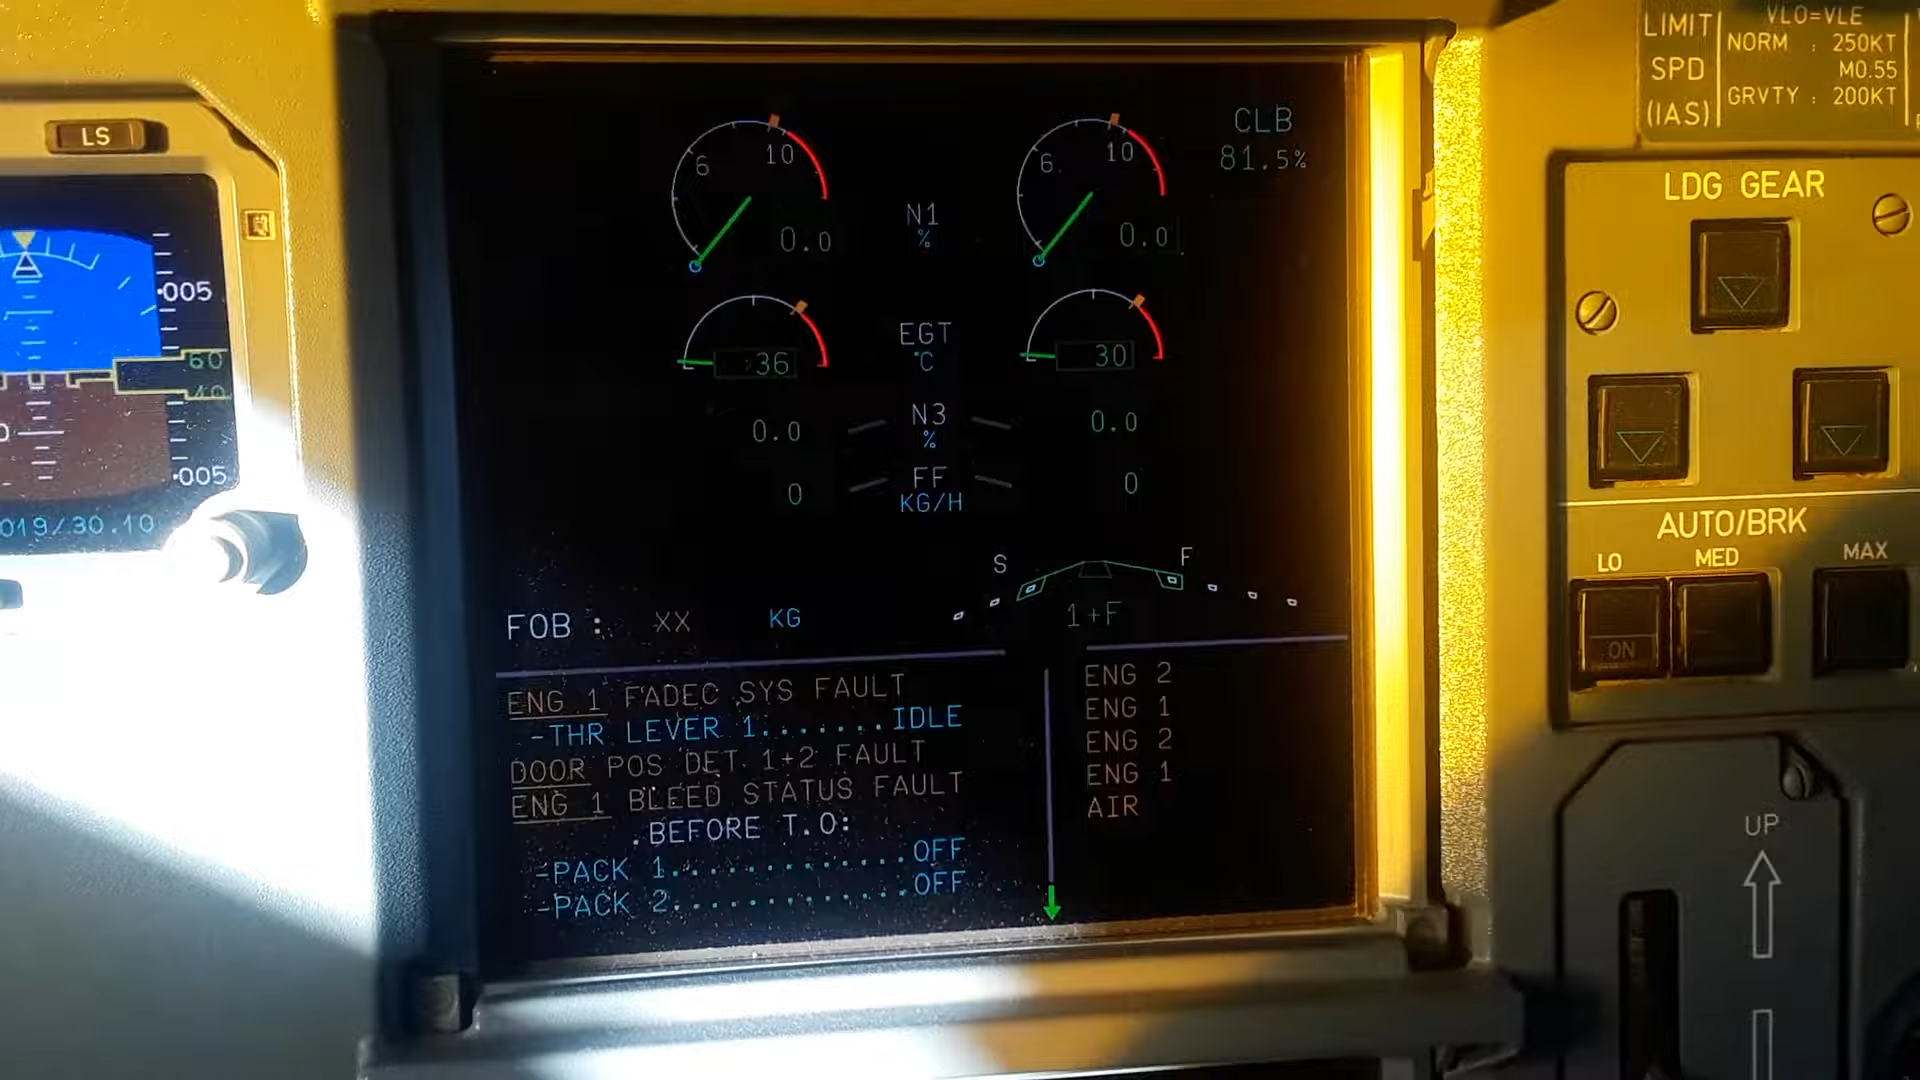 LS
005
60
40
005
019/30.10
6
10
0.0
N1
%
6
10
0.0
CLB
81.5%
36
EGT
°C
30
0.0
N3
%
0.0
0
FF
KG/H
0
S
F
1+F
FOB : XX KG
ENG 1 FADEC SYS FAULT
-THR LEVER 1.......IDLE
DOOR POS DET 1+2 FAULT
ENG 1 BLEED STATUS FAULT
.BEFORE T.O:
-PACK 1............OFF
-PACK 2............OFF
ENG 2
ENG 1
ENG 2
ENG 1
AIR
LIMIT
SPD
(IAS)
VLO=VLE
NORM : 250KT
M0.55
GRVTY : 200KT
LDG GEAR
AUTO/BRK
LO
MED
MAX
ON
UP